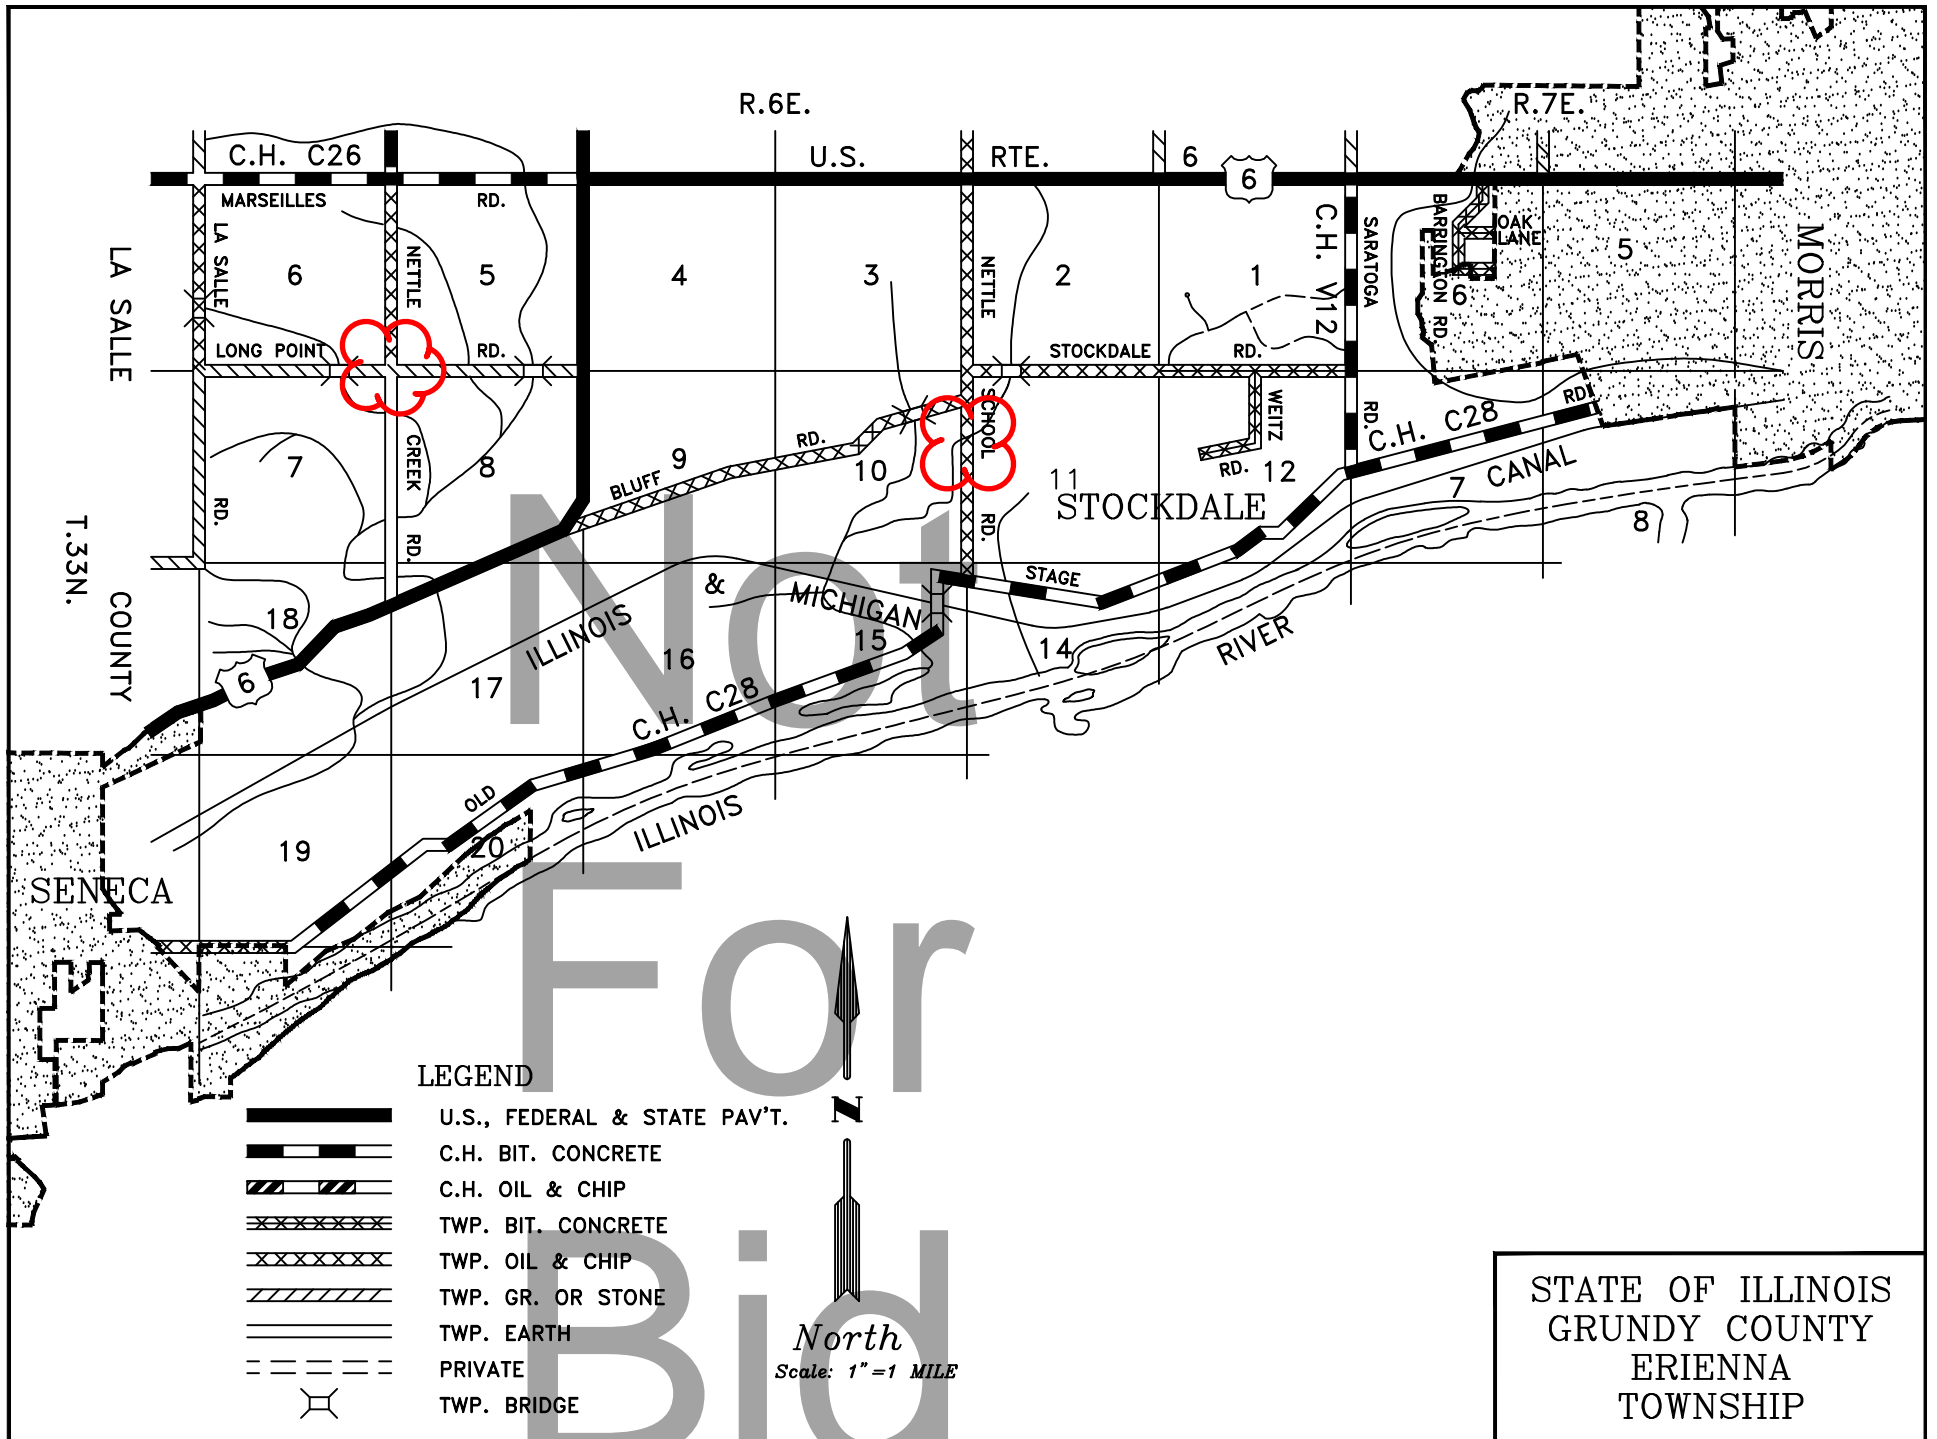 R.6E.
R.7E.
C.H. C26
U.S. RTE. 6
6
MARSEILLES RD.
LA SALLE
NETTLE
NETTLE
C.H. V12
SARATOGA
BARRINGTON RD
OAK
LANE
MORRIS
LA SALLE
6
5
4
3
2
1
6
5
LONG POINT RD.
STOCKDALE RD.
SCHOOL
WEITZ
RD.
RD.
C.H. C28
RD.
CREEK
7
8
9
10
11
12
7
8
BLUFF RD.
STOCKDALE
CANAL
RD.
RD.
RD.
T.33N.
COUNTY
STAGE
&
MICHIGAN
ILLINOIS
18
17
16
15
14
RIVER
6
C.H. C28
OLD
ILLINOIS
19
20
SENECA
Not
For
Bid
LEGEND
U.S., FEDERAL & STATE PAV'T.
C.H. BIT. CONCRETE
C.H. OIL & CHIP
TWP. BIT. CONCRETE
TWP. OIL & CHIP
TWP. GR. OR STONE
TWP. EARTH
PRIVATE
TWP. BRIDGE
N
North
Scale: 1"=1 MILE
STATE OF ILLINOIS
GRUNDY COUNTY
ERIENNA
TOWNSHIP